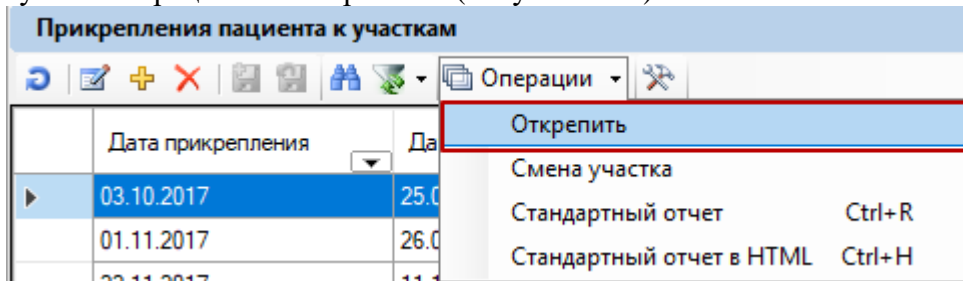 Прикрепления пациента к участкам
Операции
Дата прикрепления
Открепить
Смена участка
03.10.2017
Стандартный отчет Ctrl+R
01.11.2017
Стандартный отчет в HTML Ctrl+H